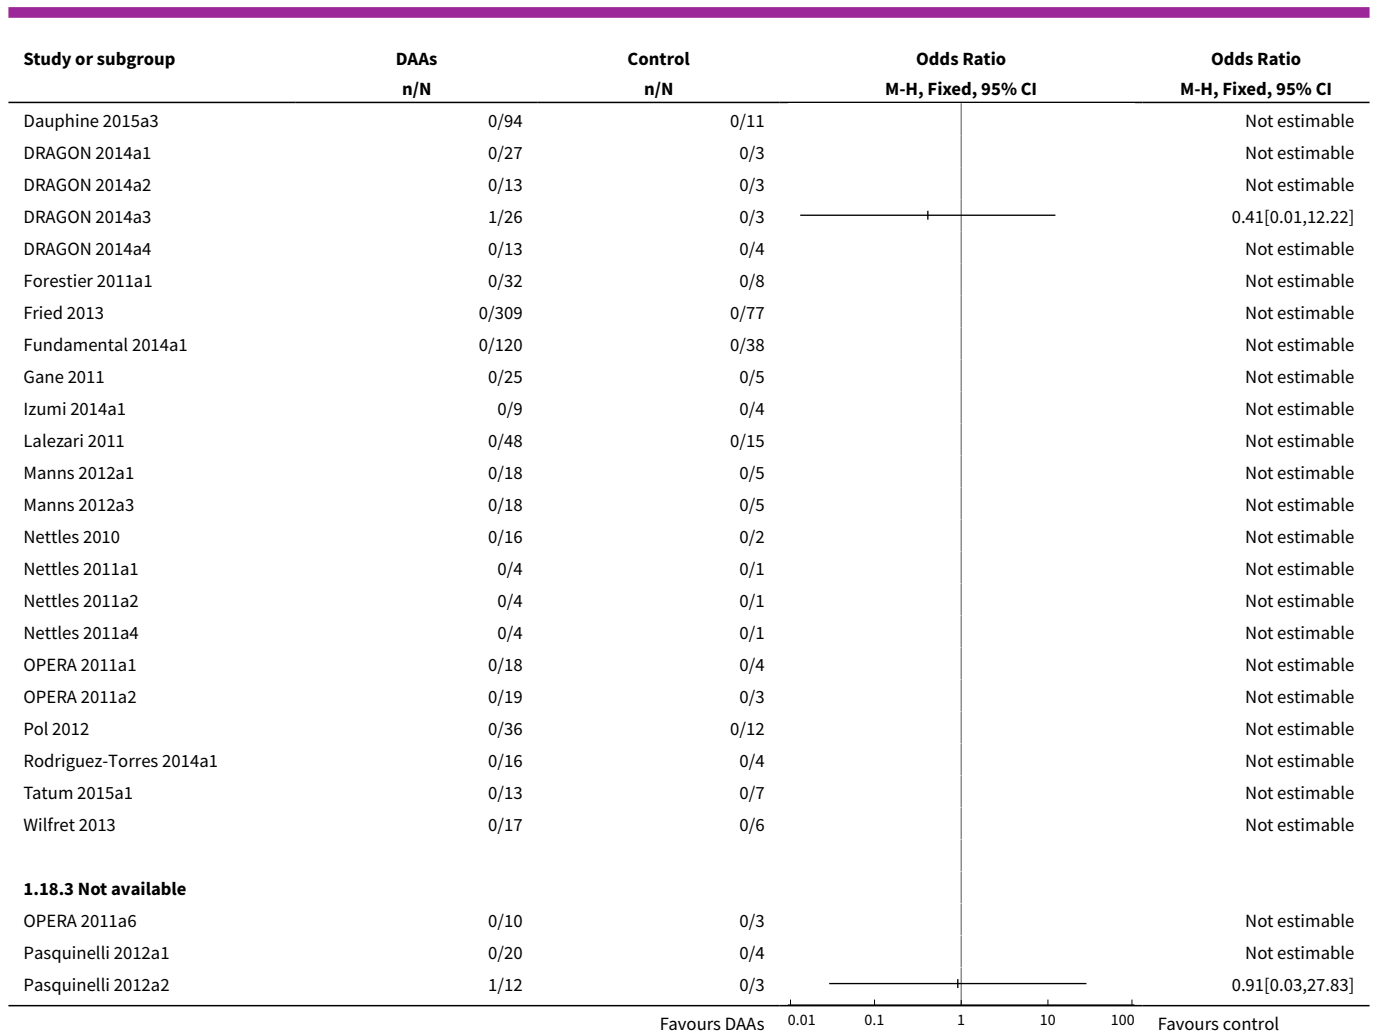 Study or subgroup DAAs Control Odds Ratio Odds Ratio
n/N n/N M-H, Fixed, 95% CI M-H, Fixed, 95% CI
Dauphine 2015a3 0/94 0/11 Not estimable
DRAGON 2014a1 0/27 0/3 Not estimable
DRAGON 2014a2 0/13 0/3 Not estimable
DRAGON 2014a3 1/26 0/3 0.41[0.01,12.22]
DRAGON 2014a4 0/13 0/4 Not estimable
Forestier 2011a1 0/32 0/8 Not estimable
Fried 2013 0/309 0/77 Not estimable
Fundamental 2014a1 0/120 0/38 Not estimable
Gane 2011 0/25 0/5 Not estimable
Izumi 2014a1 0/9 0/4 Not estimable
Lalezari 2011 0/48 0/15 Not estimable
Manns 2012a1 0/18 0/5 Not estimable
Manns 2012a3 0/18 0/5 Not estimable
Nettles 2010 0/16 0/2 Not estimable
Nettles 2011a1 0/4 0/1 Not estimable
Nettles 2011a2 0/4 0/1 Not estimable
Nettles 2011a4 0/4 0/1 Not estimable
OPERA 2011a1 0/18 0/4 Not estimable
OPERA 2011a2 0/19 0/3 Not estimable
Pol 2012 0/36 0/12 Not estimable
Rodriguez-Torres 2014a1 0/16 0/4 Not estimable
Tatum 2015a1 0/13 0/7 Not estimable
Wilfret 2013 0/17 0/6 Not estimable
1.18.3 Not available
OPERA 2011a6 0/10 0/3 Not estimable
Pasquinelli 2012a1 0/20 0/4 Not estimable
Pasquinelli 2012a2 1/12 0/3 0.91[0.03,27.83]
Favours DAAs 0.01 0.1 1 10 100 Favours control